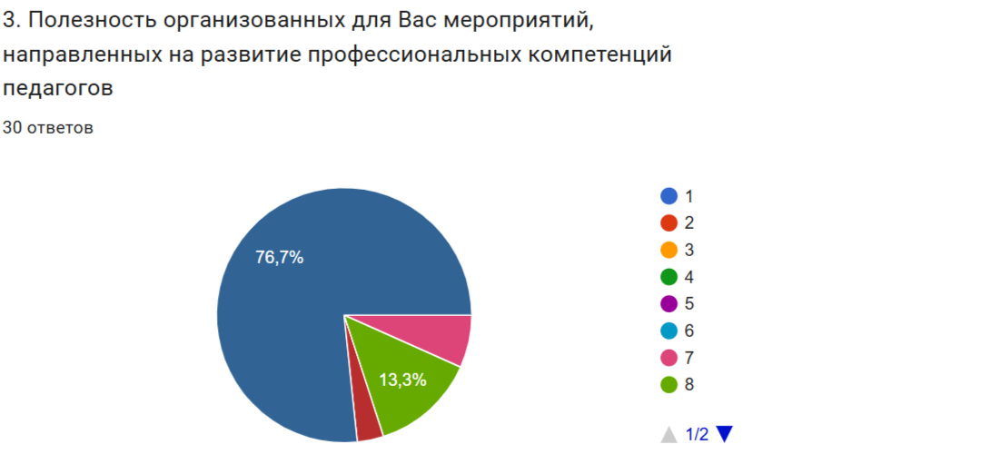 3. Полезность организованных для Вас мероприятий,
направленных на развитие профессиональных компетенций
педагогов
30 ответов
76,7%
13,3%
1
2
3
4
5
6
7
8
1/2